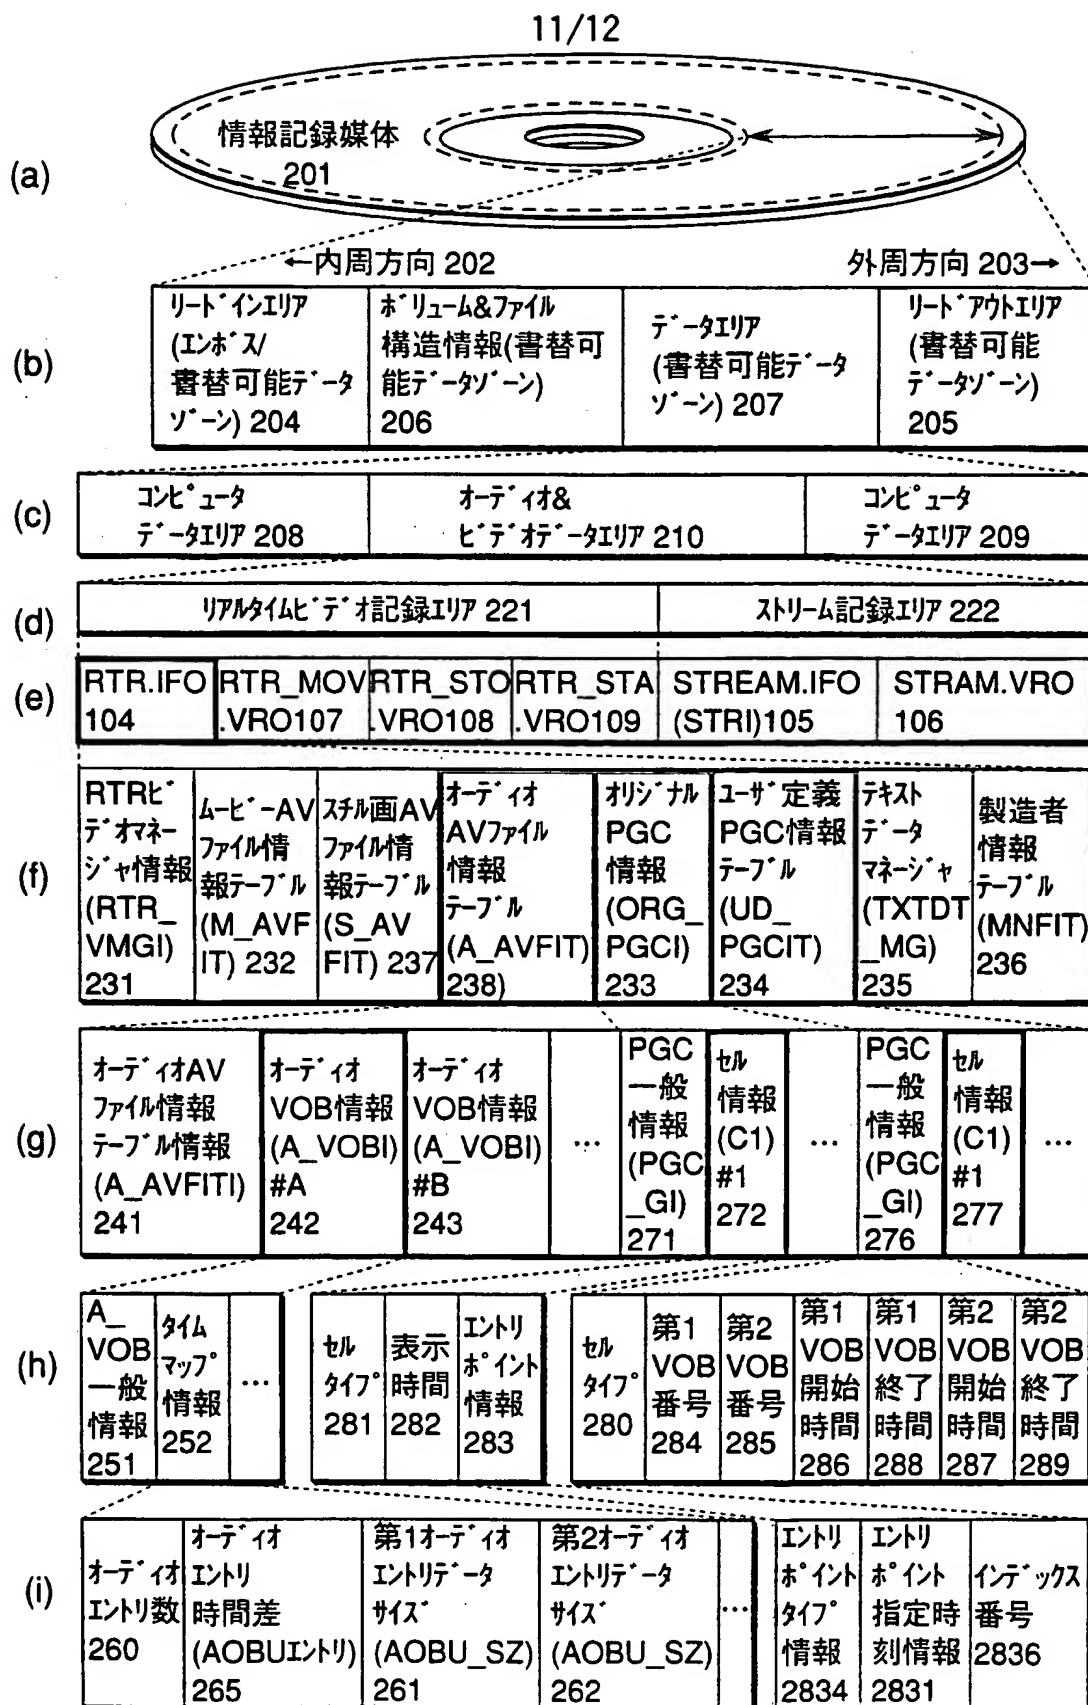 11/12
(a)
情報記録媒体
201
←内周方向 202
外周方向 203→
(b)
リードインエリア
(エンボス/
書替可能データ
ゾーン) 204
ボリューム&ファイル
構造情報(書替可
能データゾーン)
206
データエリア
(書替可能データ
ゾーン) 207
リードアウトエリア
(書替可能
データゾーン)
205
(c)
コンピュータ
データエリア 208
オーディオ&
ビデオデータエリア 210
コンピュータ
データエリア 209
(d)
リアルタイムビデオ記録エリア 221
ストリーム記録エリア 222
(e)
RTR.IFO
104
RTR_MOV
.VRO107
RTR_STO
.VRO108
RTR_STA
.VRO109
STREAM.IFO
(STRI)105
STRAM.VRO
106
(f)
RTRビ
デオマネー
ジャ情報
(RTR_
VMGI)
231
ムービーAV
ファイル情
報テーブル
(M_AVF
IT) 232
スチル画AV
ファイル情
報テーブル
(S_AV
FIT) 237
オーディオ
AVファイル
情報
テーブル
(A_AVFIT)
238)
オリジナル
PGC
情報
(ORG_
PGCI)
233
ユーザ定義
PGC情報
テーブル
(UD_
PGCIT)
234
テキスト
データ
マネージャ
(TXTDT
_MG)
235
製造者
情報
テーブル
(MNFIT)
236
(g)
オーディオAV
ファイル情報
テーブル情報
(A_AVFITI)
241
オーディオ
VOB情報
(A_VOBI)
#A
242
オーディオ
VOB情報
(A_VOBI)
#B
243
…
PGC
一般
情報
(PGC
_GI)
271
セル
情報
(C1)
#1
272
…
PGC
一般
情報
(PGC
_GI)
276
セル
情報
(C1)
#1
277
…
(h)
A_
VOB
一般
情報
251
タイム
マップ
情報
252
…
セル
タイプ
281
表示
時間
282
エントリ
ポイント
情報
283
セル
タイプ
280
第1
VOB
番号
284
第2
VOB
番号
285
第1
VOB
開始
時間
286
第1
VOB
終了
時間
288
第2
VOB
開始
時間
287
第2
VOB
終了
時間
289
(i)
オーディオ
エントリ数
260
オーディオ
エントリ
時間差
(AOBUエントリ)
265
第1オーディオ
エントリデータ
サイズ
(AOBU_SZ)
261
第2オーディオ
エントリデータ
サイズ
(AOBU_SZ)
262
…
エントリ
ポイント
タイプ
情報
2834
エントリ
ポイント
指定時
刻情報
2831
インデックス
番号
2836